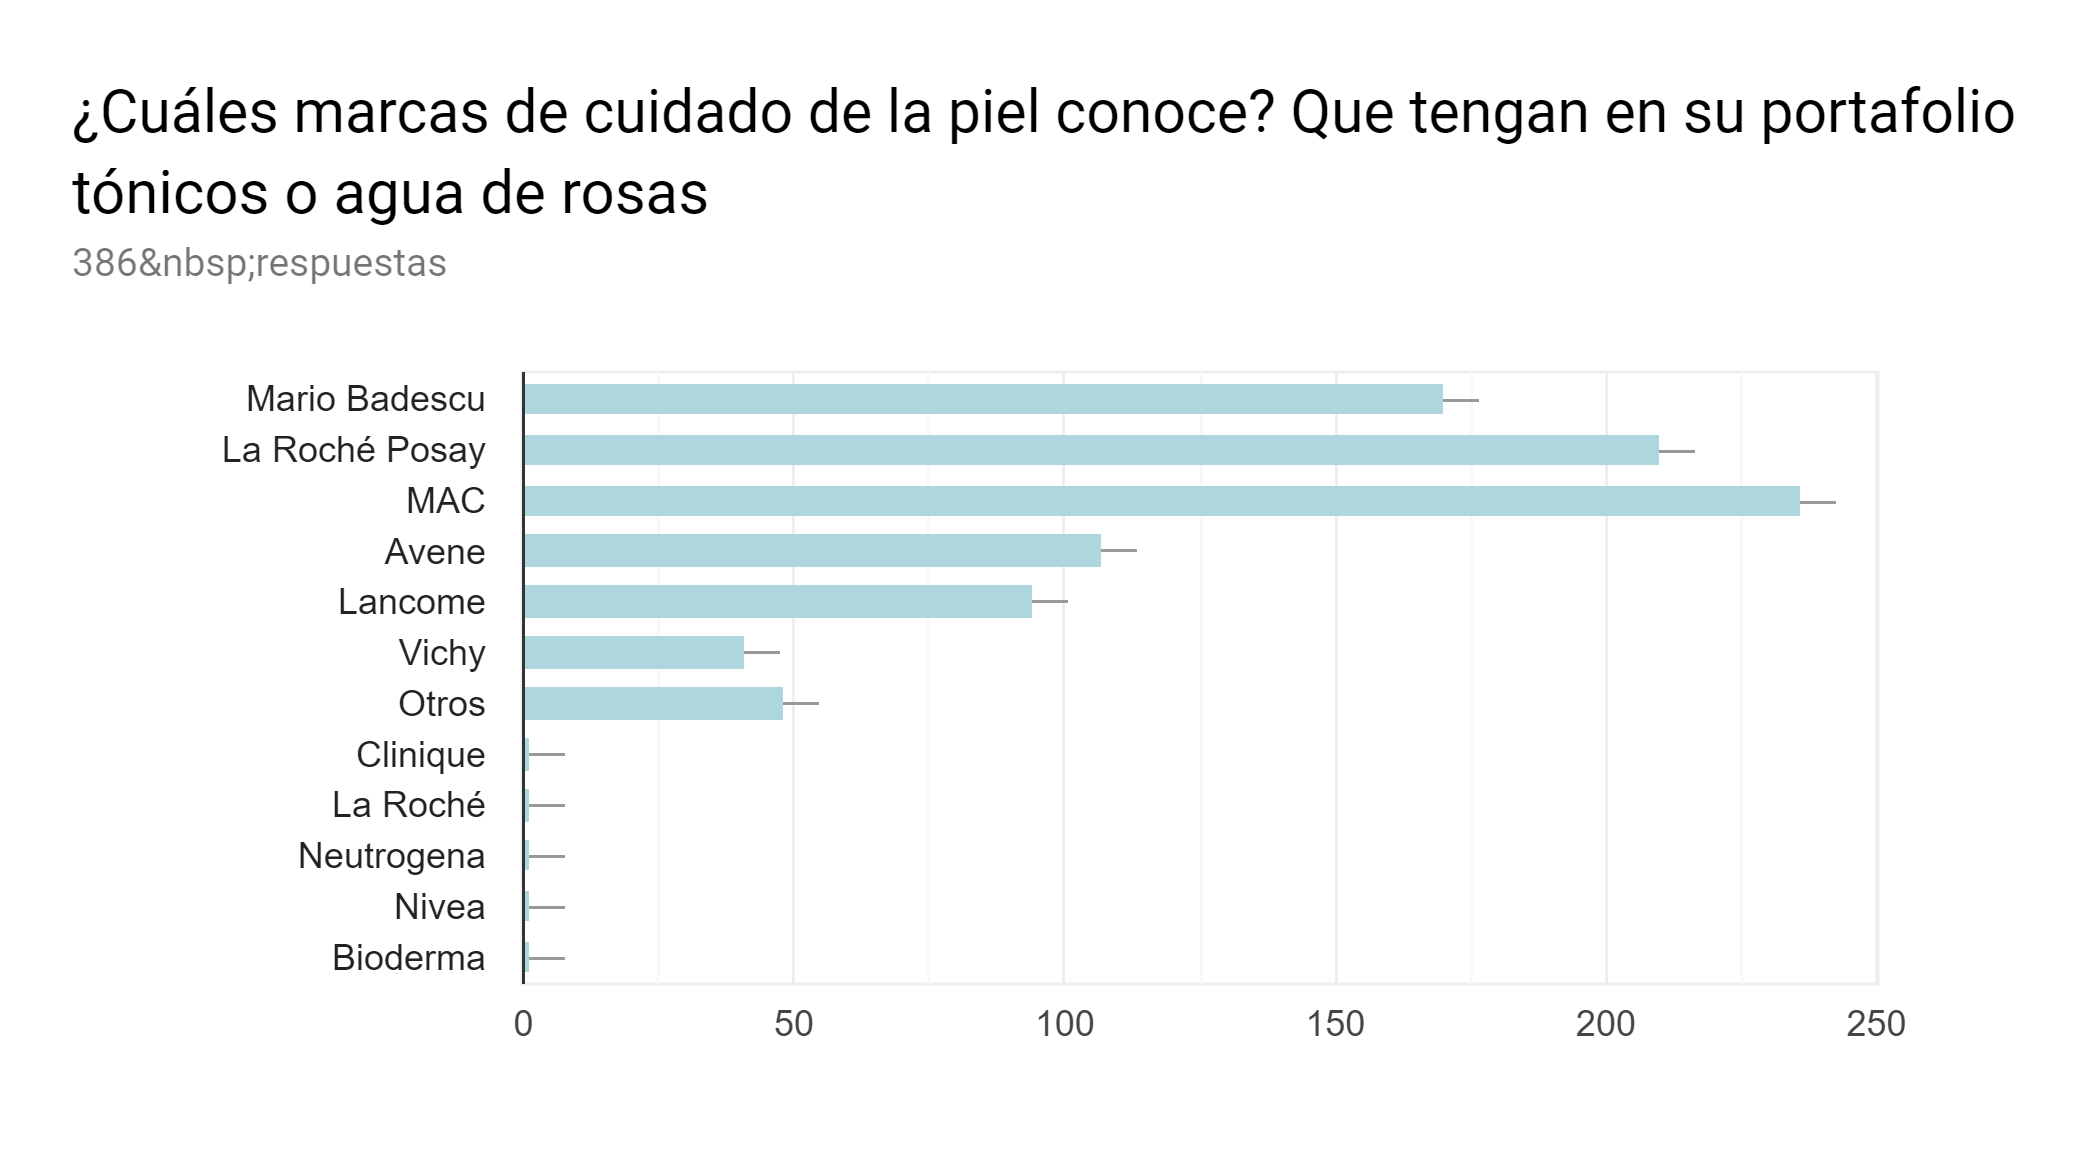 ¿Cuáles marcas de cuidado de la piel conoce? Que tengan en su portafolio
tónicos o agua de rosas
386&nbsp;respuestas
Mario Badescu
La Roché Posay
MAC
Avene
Lancome
Vichy
Otros
Clinique
La Roché
Neutrogena
Nivea
Bioderma
0 50 100 150 200 250